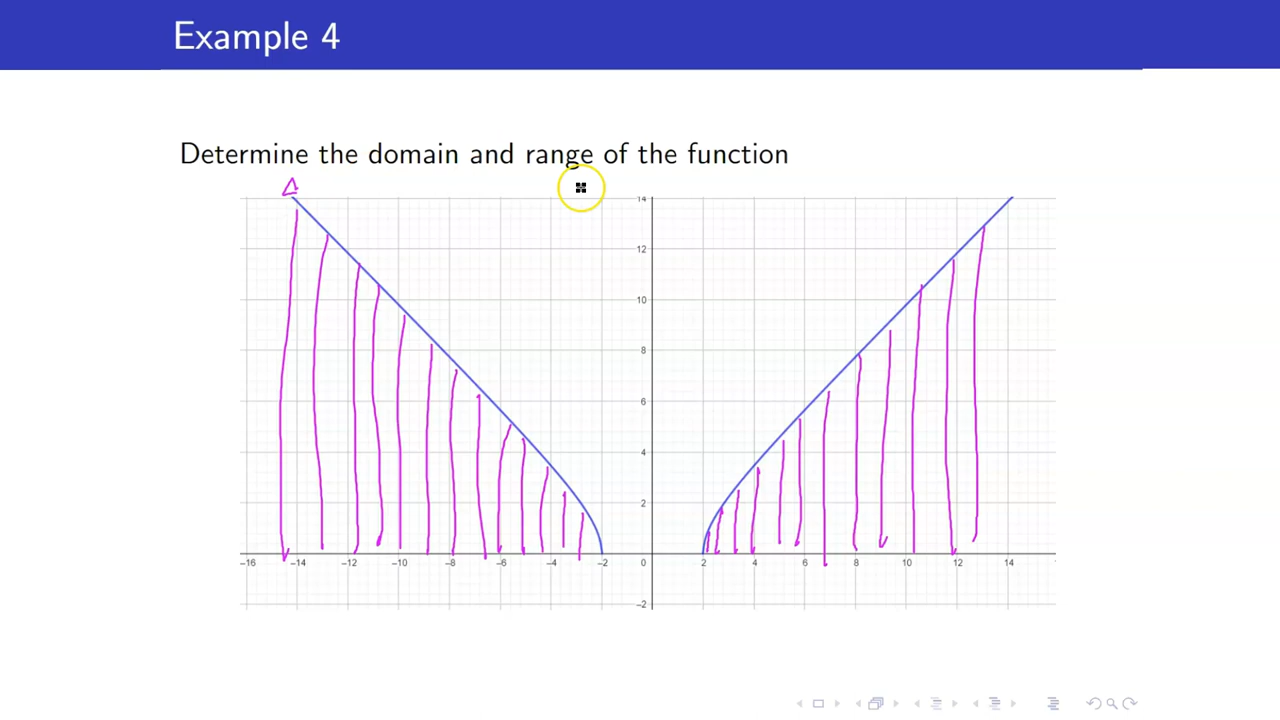 Example 4
Determine the domain and range of the function
14
12
10
8
6
4
2
−16 −14 −12 −10 −8 −6 −4 −2 0 2 4 6 8 10 12 14
−2